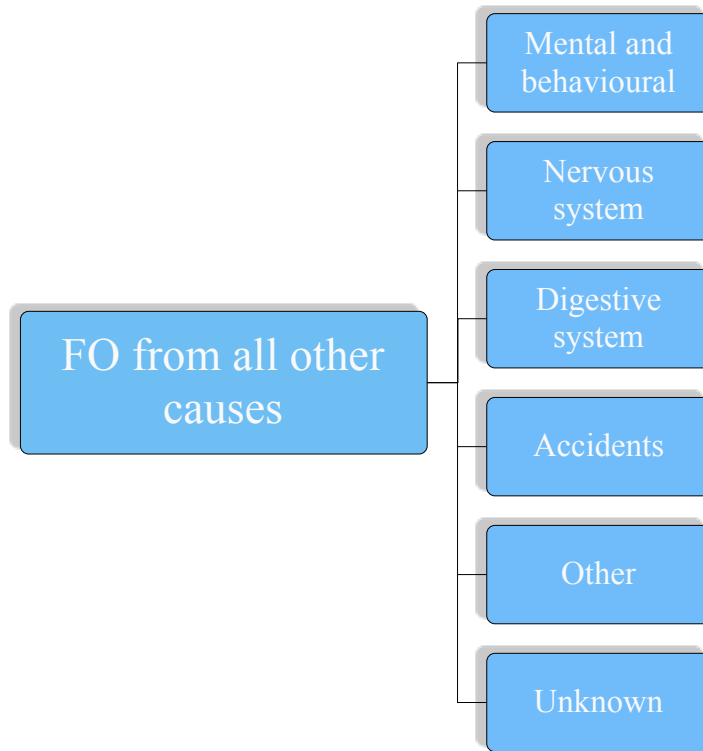 Mental and
behavioural
Nervous
system
Digestive
system
FO from all other
causes
Accidents
Other
Unknown